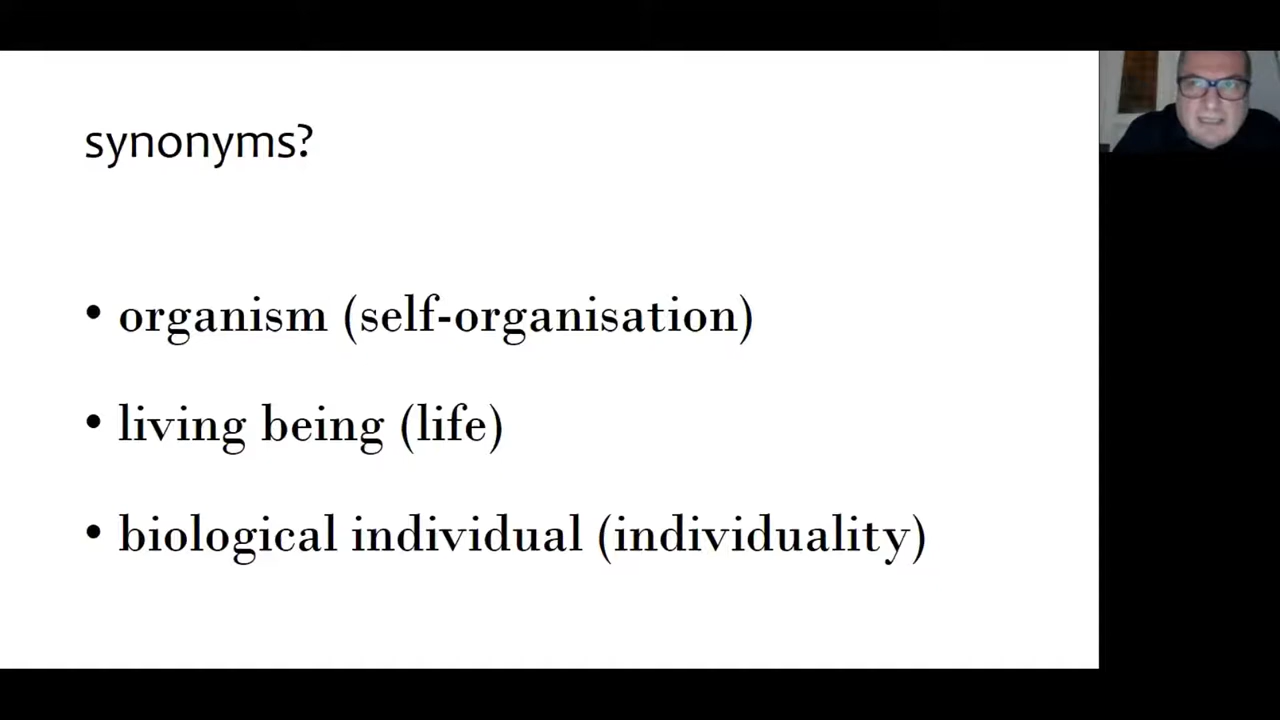 synonyms?
• organism (self-organisation)
• living being (life)
• biological individual (individuality)